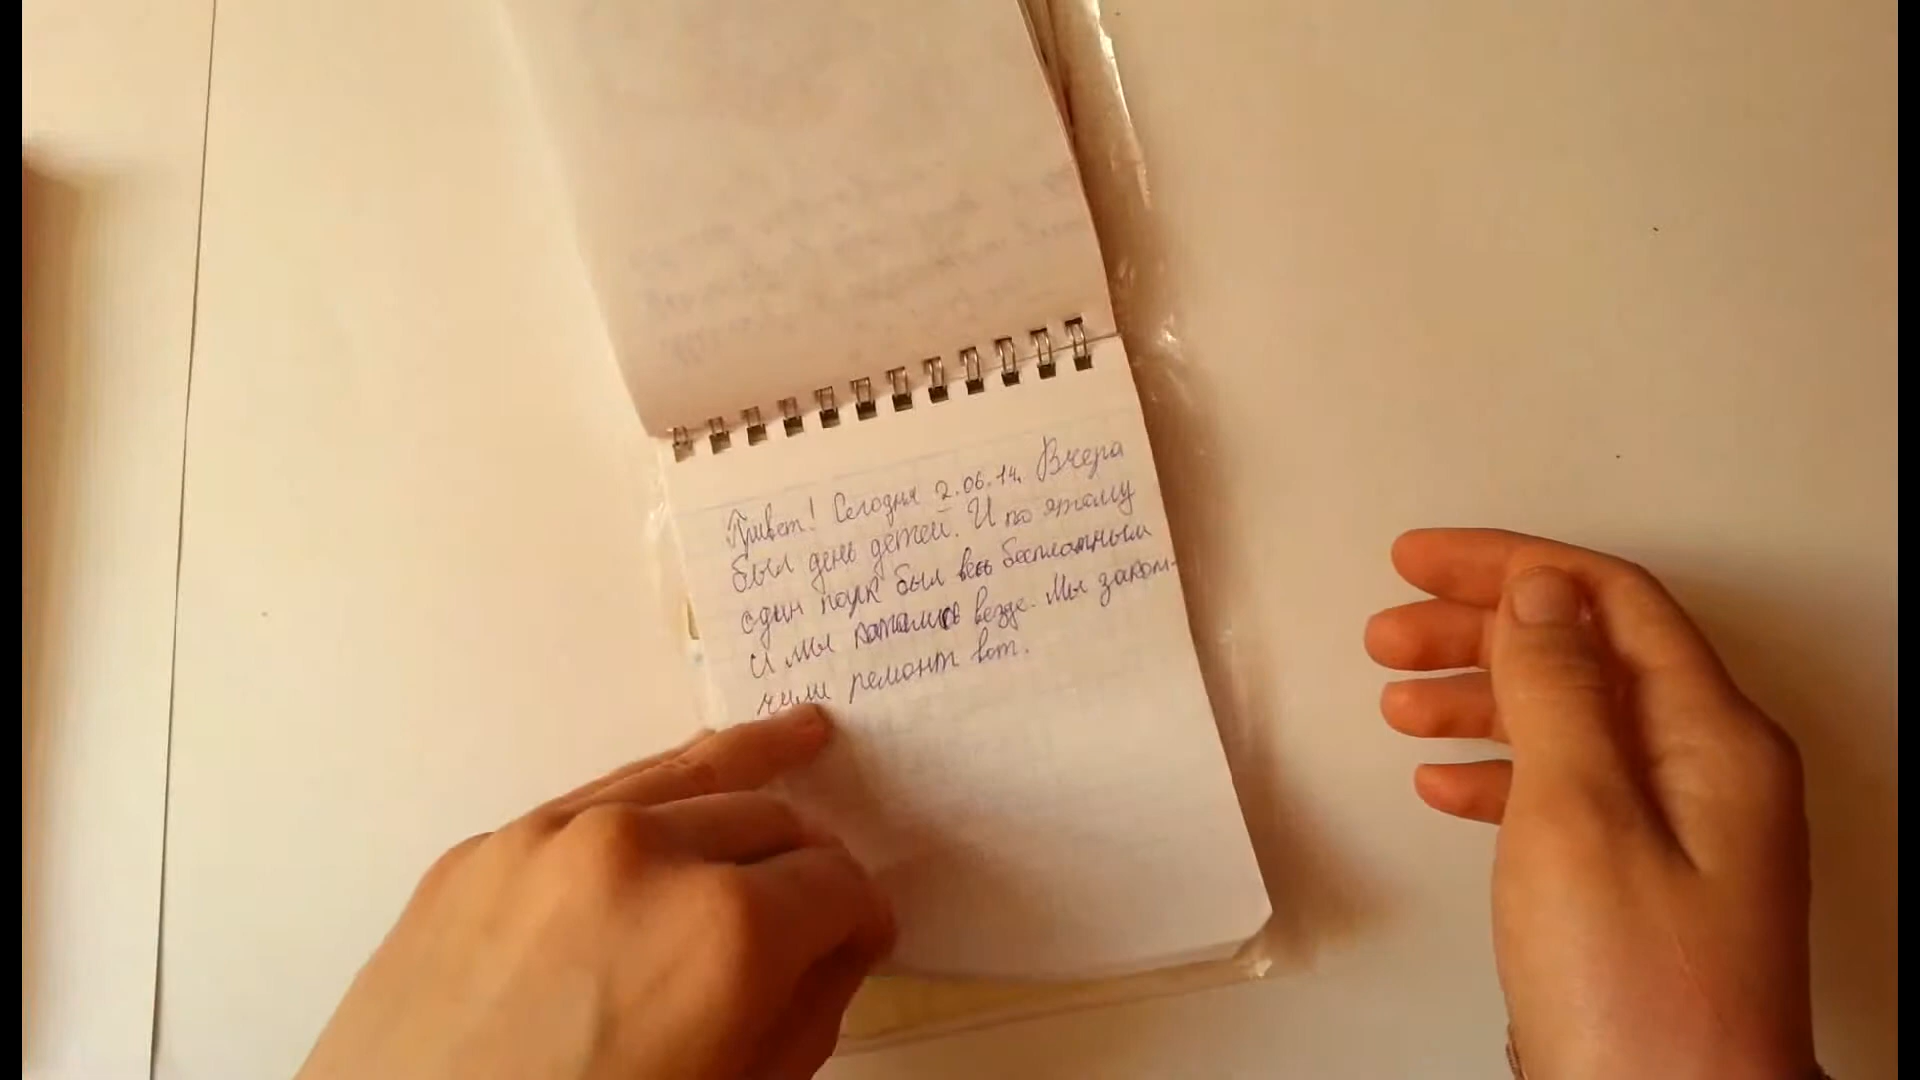 Привет! Сегодня 2.06.14. Вчера
был день детей. И по этому
один парк был весь бесплатным
и мы катались везде. Мы закон-
чили ремонт вот.